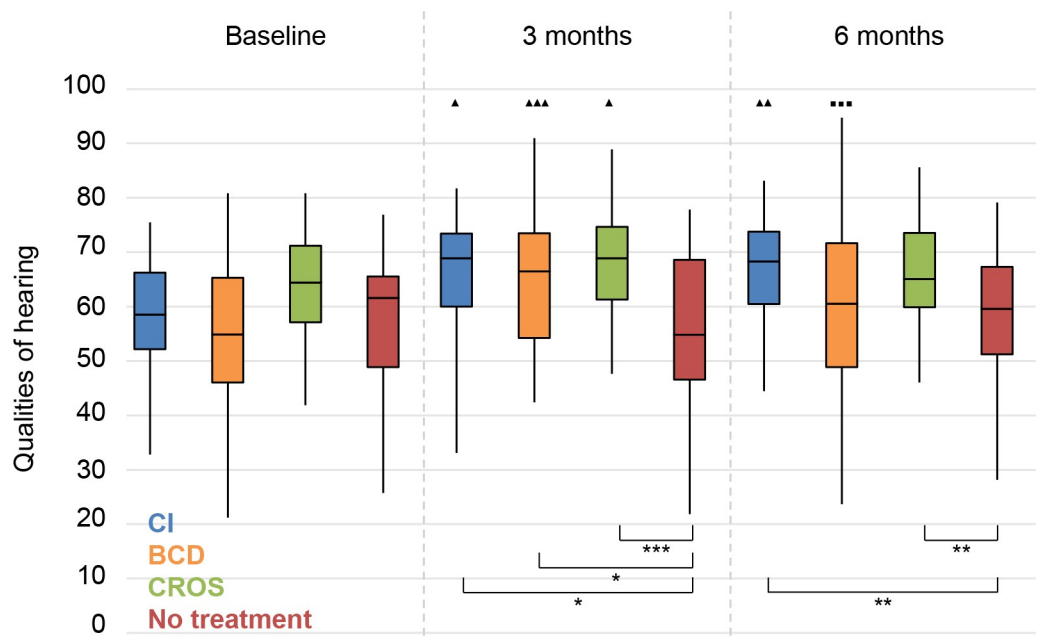 Baseline
3 months
6 months
Qualities of hearing
100
90
80
70
60
50
40
30
20
10
0
CI
BCD
CROS
No treatment
▲
▲▲▲
▲
▲▲
■■■
***
*
*
**
**